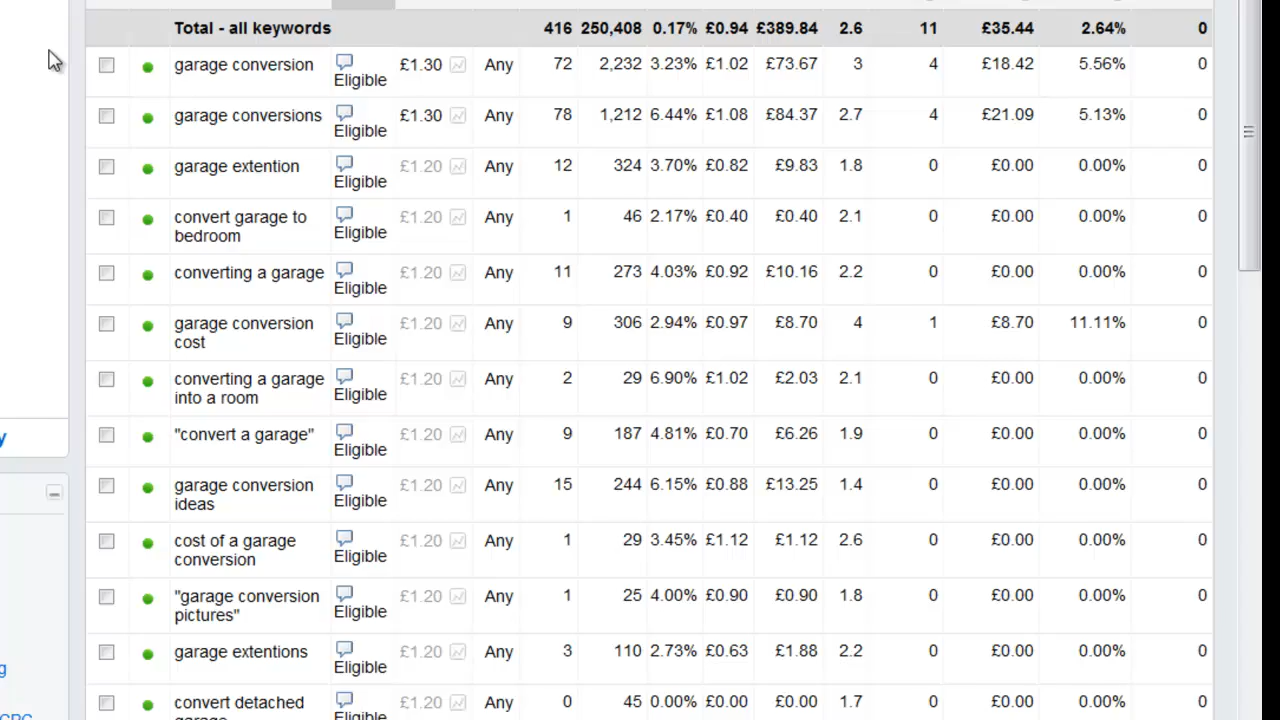 Total - all keywords 416 250,408 0.17% £0.94 £389.84 2.6 11 £35.44 2.64% 0
garage conversion Eligible £1.30 Any 72 2,232 3.23% £1.02 £73.67 3 4 £18.42 5.56% 0
garage conversions Eligible £1.30 Any 78 1,212 6.44% £1.08 £84.37 2.7 4 £21.09 5.13% 0
garage extention Eligible £1.20 Any 12 324 3.70% £0.82 £9.83 1.8 0 £0.00 0.00% 0
convert garage to Eligible £1.20 Any 1 46 2.17% £0.40 £0.40 2.1 0 £0.00 0.00% 0
bedroom
converting a garage Eligible £1.20 Any 11 273 4.03% £0.92 £10.16 2.2 0 £0.00 0.00% 0
garage conversion Eligible £1.20 Any 9 306 2.94% £0.97 £8.70 4 1 £8.70 11.11% 0
cost
converting a garage Eligible £1.20 Any 2 29 6.90% £1.02 £2.03 2.1 0 £0.00 0.00% 0
into a room
"convert a garage" Eligible £1.20 Any 9 187 4.81% £0.70 £6.26 1.9 0 £0.00 0.00% 0
garage conversion Eligible £1.20 Any 15 244 6.15% £0.88 £13.25 1.4 0 £0.00 0.00% 0
ideas
cost of a garage Eligible £1.20 Any 1 29 3.45% £1.12 £1.12 2.6 0 £0.00 0.00% 0
conversion
"garage conversion Eligible £1.20 Any 1 25 4.00% £0.90 £0.90 1.8 0 £0.00 0.00% 0
pictures"
garage extentions Eligible £1.20 Any 3 110 2.73% £0.63 £1.88 2.2 0 £0.00 0.00% 0
convert detached Eligible £1.20 Any 0 45 0.00% £0.00 £0.00 1.7 0 £0.00 0.00% 0
garage